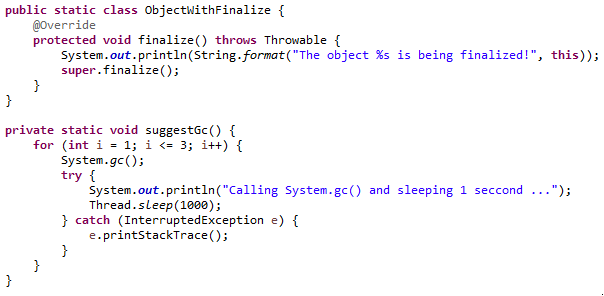 public static class ObjectWithFinalize {
@Override
protected void finalize() throws Throwable {
System.out.println(String.format("The object %s is being finalized!", this));
super.finalize();
}
}
private static void suggestGc() {
for (int i = 1; i <= 3; i++) {
System.gc();
try {
System.out.println("Calling System.gc() and sleeping 1 seccond ...");
Thread.sleep(1000);
} catch (InterruptedException e) {
e.printStackTrace();
}
}
}